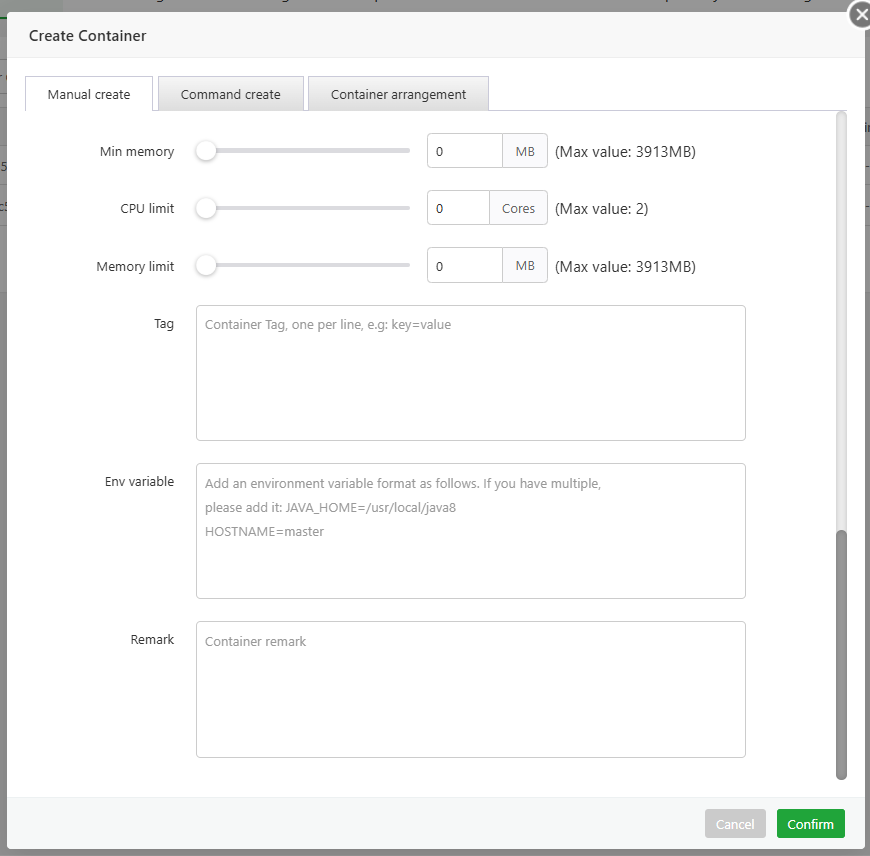 Create Container
Manual create
Command create
Container arrangement
Min memory 0 MB (Max value: 3913MB)
CPU limit 0 Cores (Max value: 2)
Memory limit 0 MB (Max value: 3913MB)
Tag
Container Tag, one per line, e.g: key=value
Env variable
Add an environment variable format as follows. If you have multiple,
please add it: JAVA_HOME=/usr/local/java8
HOSTNAME=master
Remark
Container remark
Cancel
Confirm